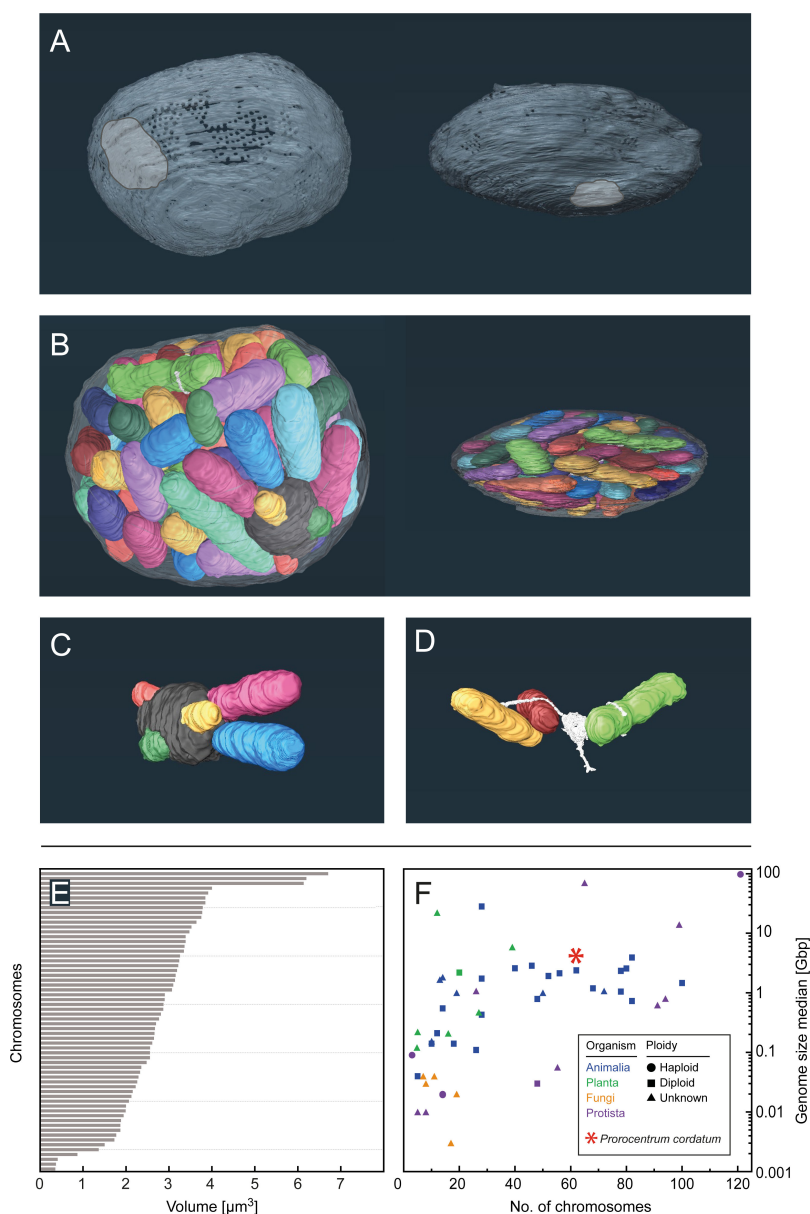 A
B
C
D
E
Chromosomes
0 1 2 3 4 5 6 7
Volume [µm³]
F
100
10
1
0.1
0.01
0.001
Genome size median [Gbp]
Organism Ploidy
Animalia Haploid
Planta Diploid
Fungi Unknown
Protista
Prorocentrum cordatum
0 20 40 60 80 100 120
No. of chromosomes